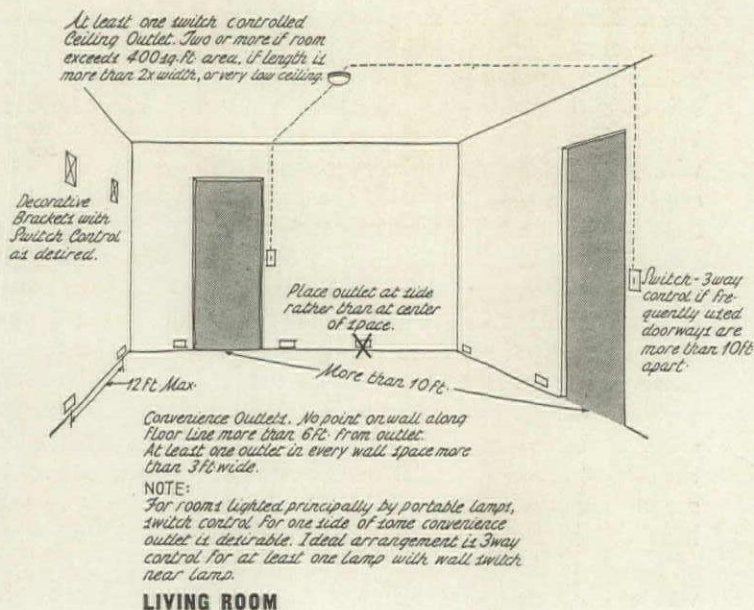 At least one switch controlled
Ceiling Outlet. Two or more if room
exceeds 400 sq. ft. area, if length is
more than 2x width, or very low ceiling.
Decorative
Brackets with
Switch Control
as desired.
Place outlet at side
rather than at center
of space.
Switch - 3way
control if fre-
quently used
doorways are
more than 10ft
apart.
12 Ft Max.
More than 10 ft.
Convenience Outlets. No point on wall along
floor line more than 6 ft. from outlet.
At least one outlet in every wall space more
than 3 ft wide.
NOTE:
For rooms lighted principally by portable lamps,
switch control for one side of some convenience
outlet is desirable. Ideal arrangement is 3way
control for at least one lamp with wall switch
near lamp.
LIVING ROOM